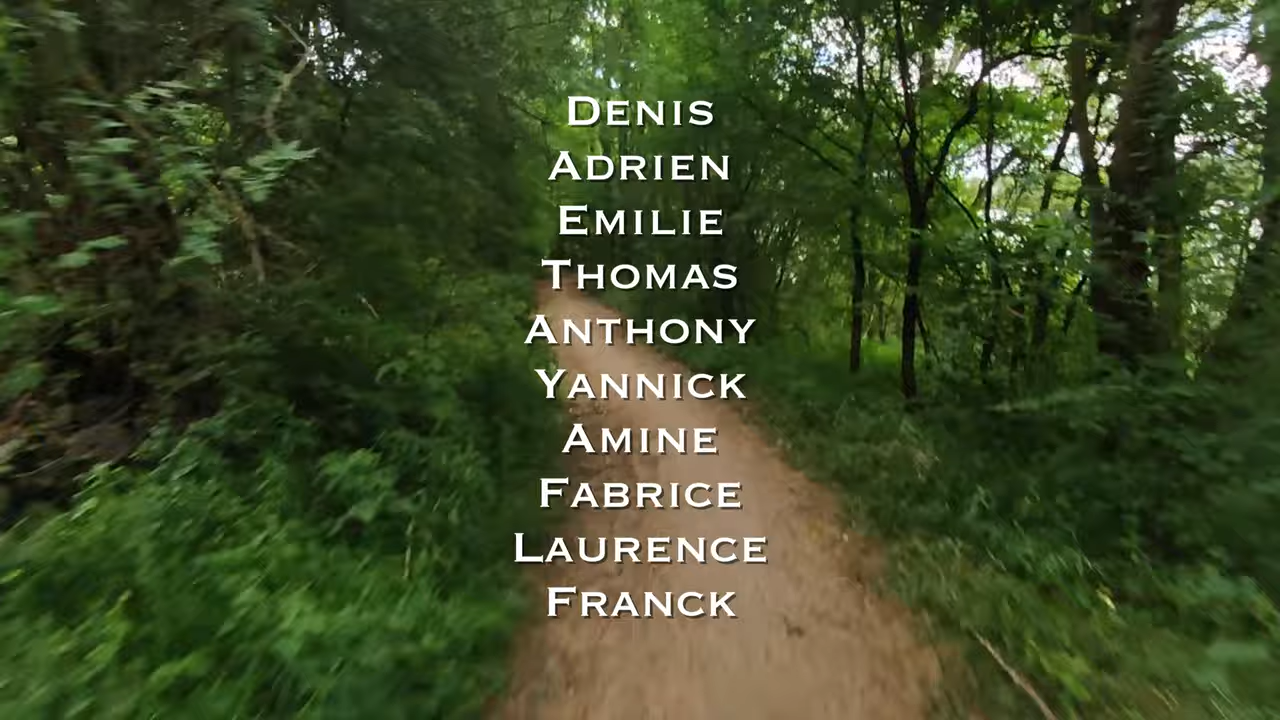 Denis
Adrien
Emilie
Thomas
Anthony
Yannick
Amine
Fabrice
Laurence
Franck